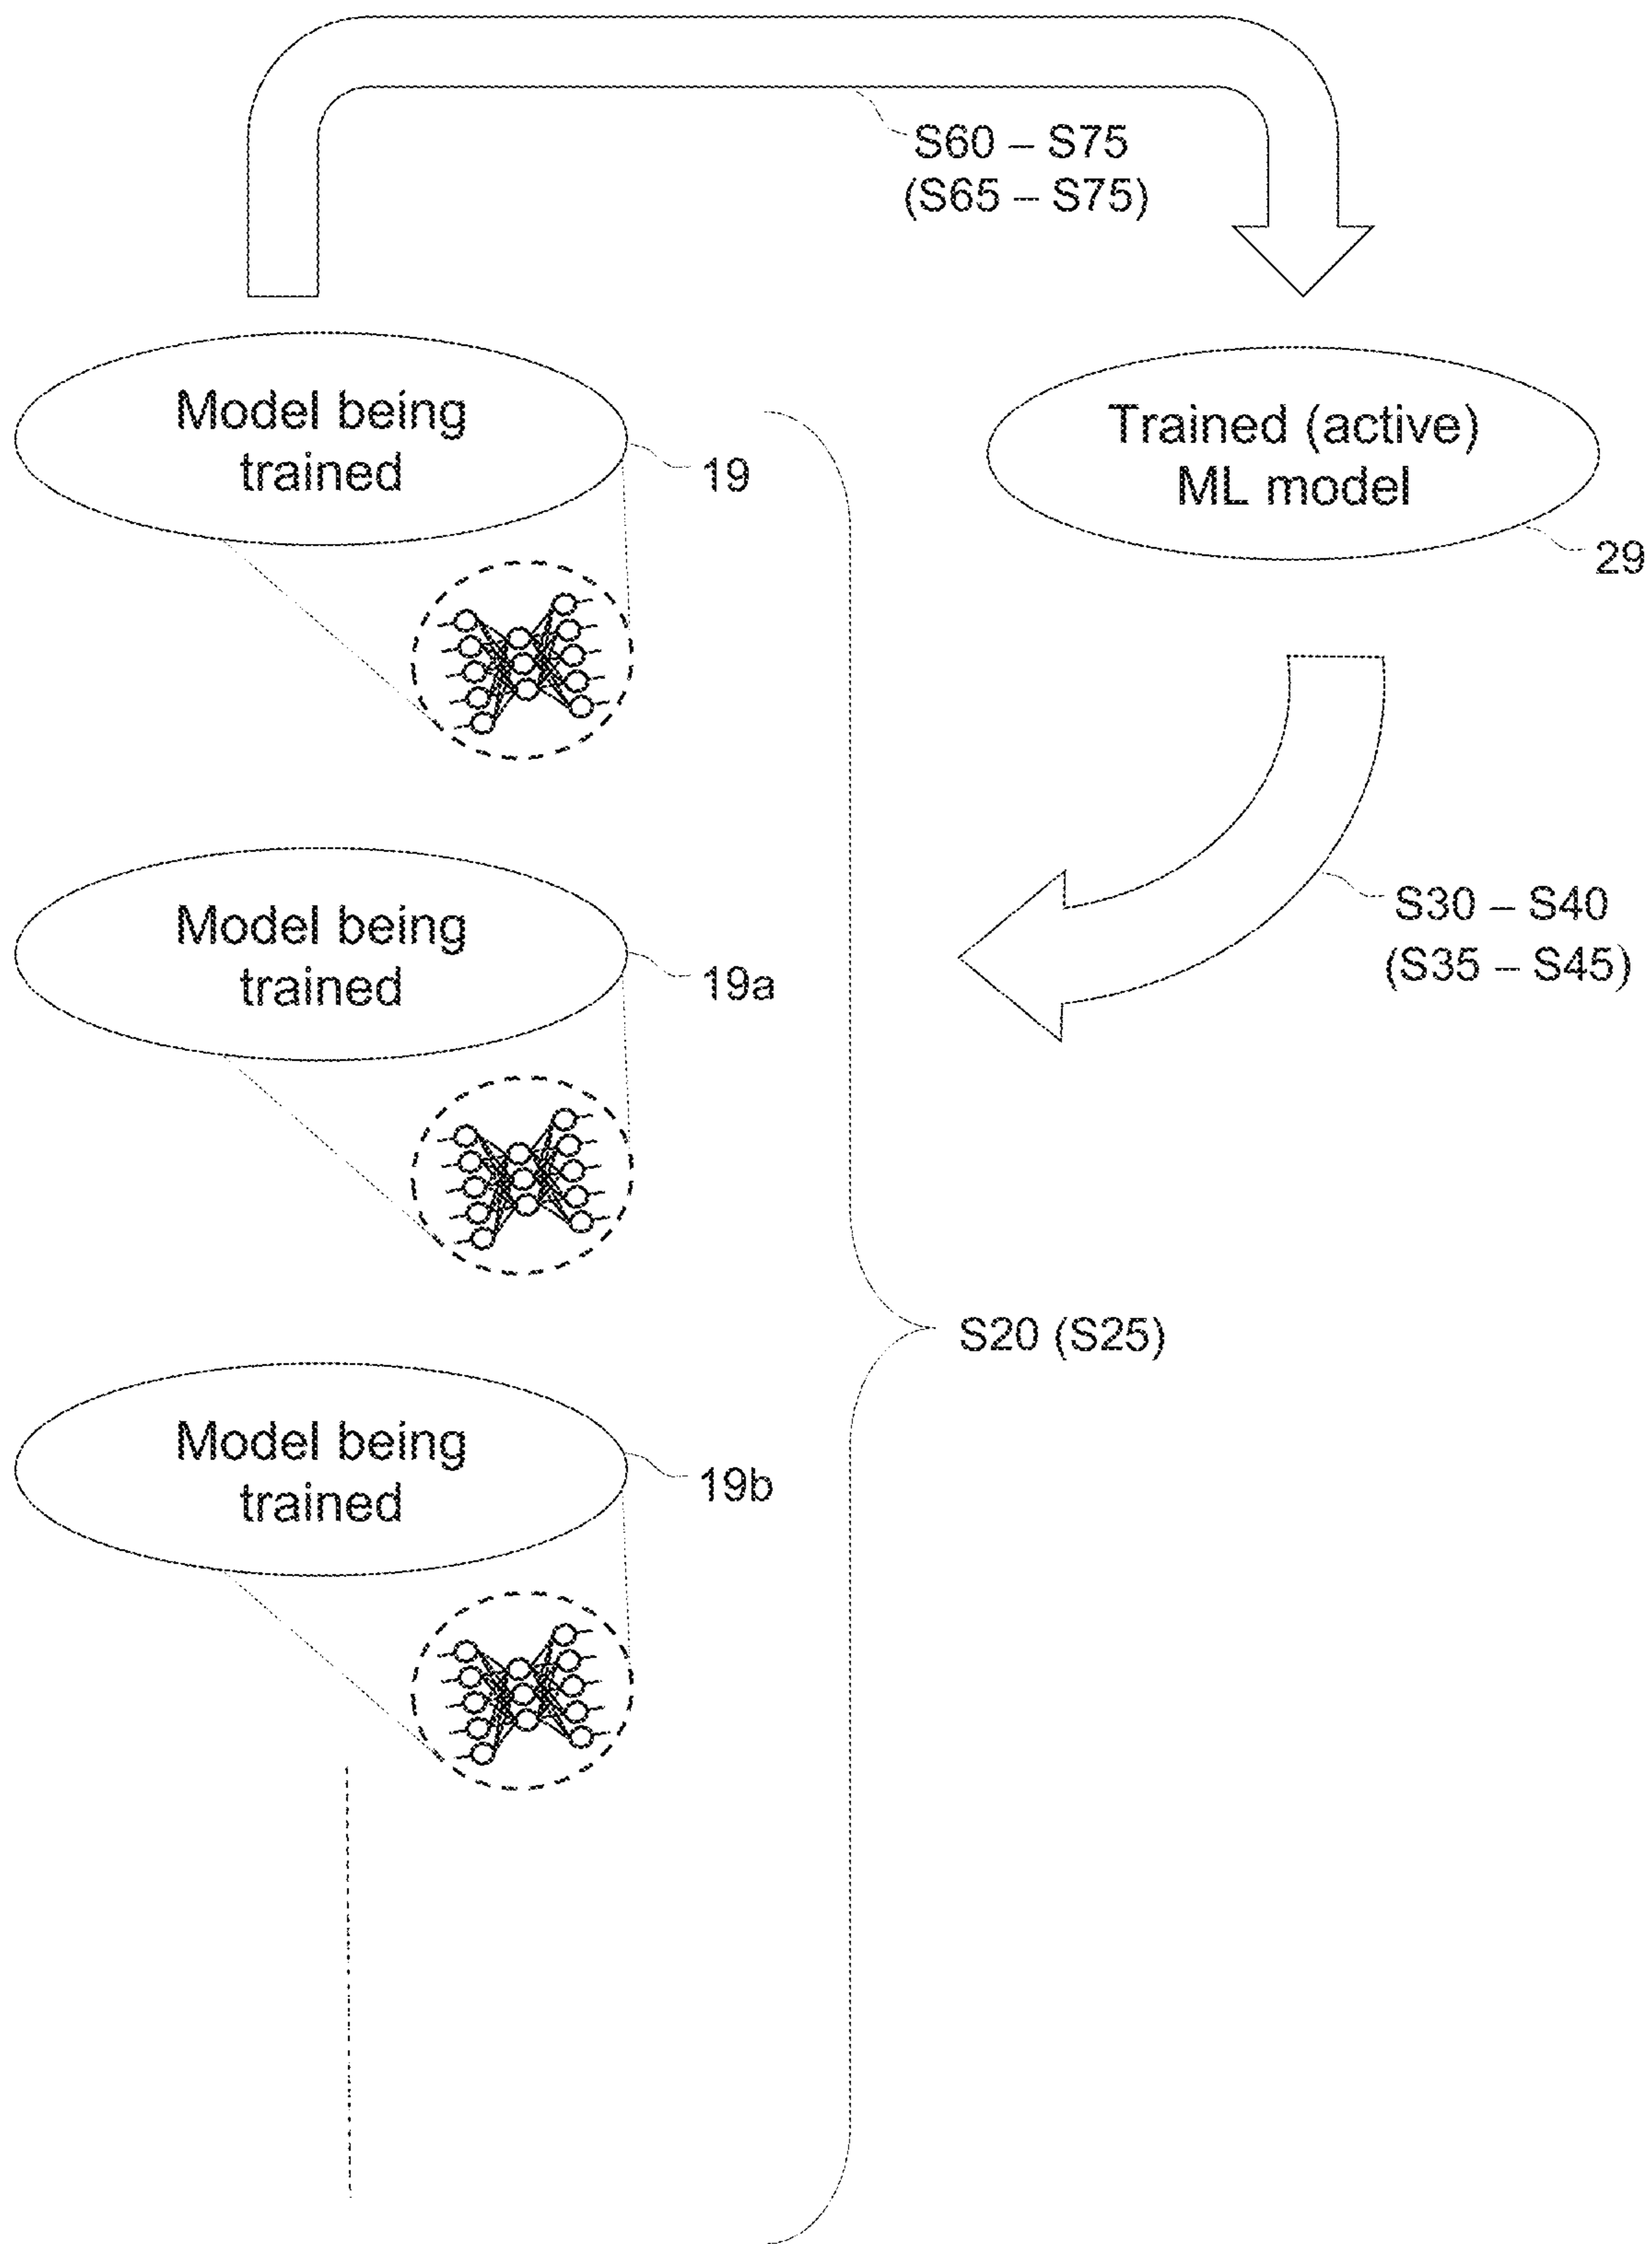 S60 – S75
(S65 – S75)
Model being
trained
19
Trained (active)
ML model
29
Model being
trained
19a
S30 – S40
(S35 – S45)
S20 (S25)
Model being
trained
19b